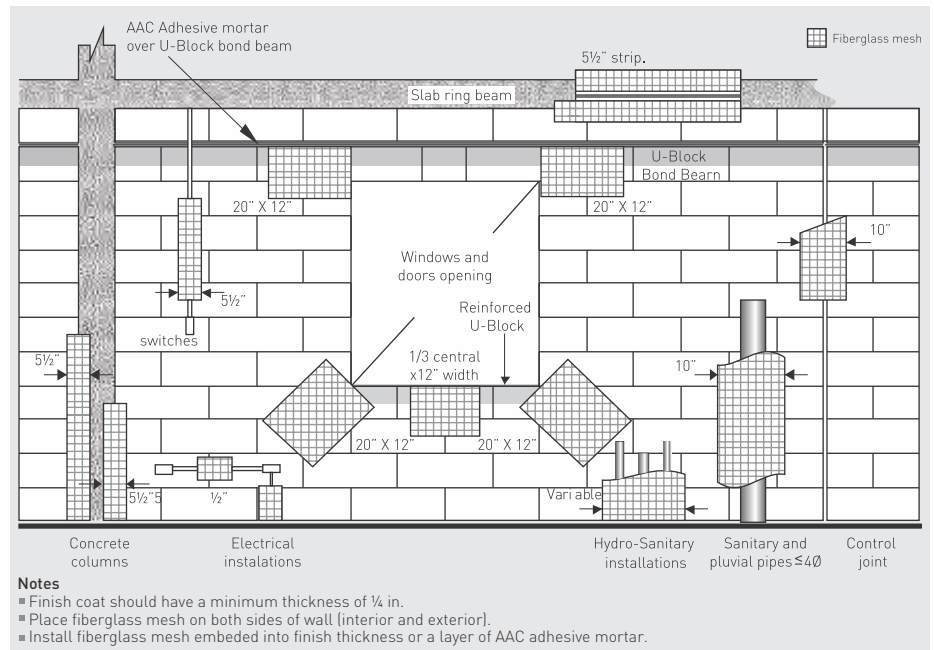 AAC Adhesive mortar
over U-Block bond beam
Fiberglass mesh
5½” strip.
Slab ring beam
U-Block
Bond Bearn
20” X 12”
20” X 12”
10”
Windows and
doors opening
5½”
Reinforced
U-Block
switches
5½”
1/3 central
x12” width
10”
20” X 12”
20” X 12”
5½”5
½”
Vari able
Concrete
columns
Electrical
instalations
Hydro-Sanitary
installations
Sanitary and
pluvial pipes ≤4Ø
Control
joint
Notes
▪ Finish coat should have a minimum thickness of ¼ in.
▪ Place fiberglass mesh on both sides of wall (interior and exterior).
▪ Install fiberglass mesh embeded into finish thickness or a layer of AAC adhesive mortar.